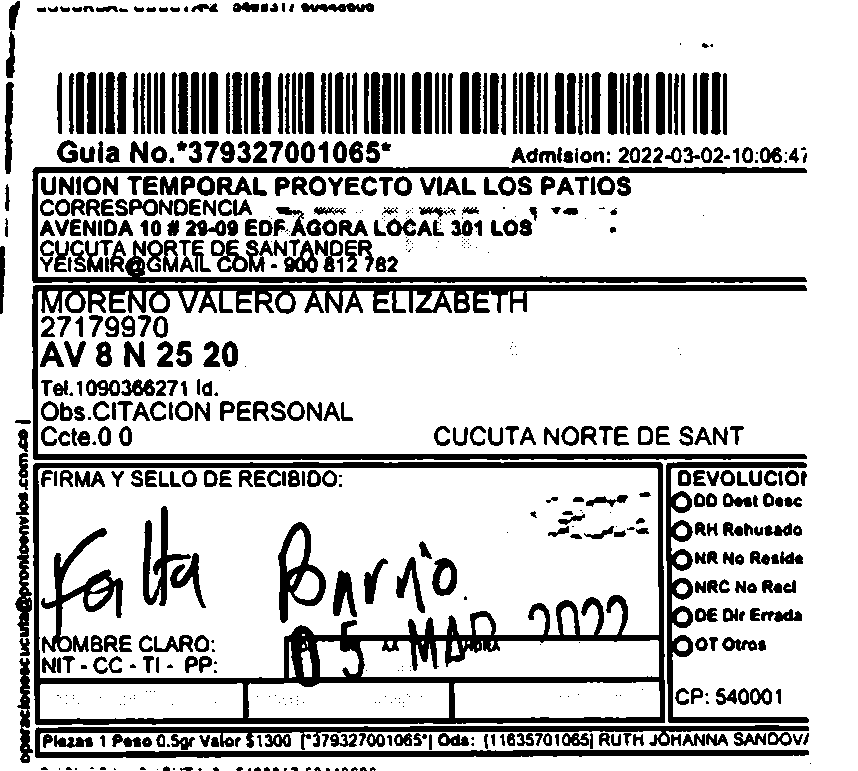 Guia No.*379327001065*
Admision: 2022-03-02-10:06:47
UNION TEMPORAL PROYECTO VIAL LOS PATIOS
CORRESPONDENCIA
AVENIDA 10 # 29-09 EDF AGORA LOCAL 301 LOS
CUCUTA NORTE DE SANTANDER
YEISMIR@GMAIL COM - 900 812 782
MORENO VALERO ANA ELIZABETH
27179970
AV 8 N 25 20
Tel.1090366271 Id.
Obs.CITACION PERSONAL
Ccte.0 0
CUCUTA NORTE DE SANT
operacionescucuta@prontoenvios.com.co |
FIRMA Y SELLO DE RECIBIDO:
Falta Barrio
05 MAR 2022
NOMBRE CLARO:
NIT - CC - TI - PP:
HORA
DEVOLUCION
DD Dest Desc
RH Rehusado
NR No Reside
NRC No Recl
DE Dir Errada
OT Otros
CP: 540001
Piezas 1 Peso 0.5gr Valor $1300 [*379327001065*] Ods: (11635701065) RUTH JOHANNA SANDOVA